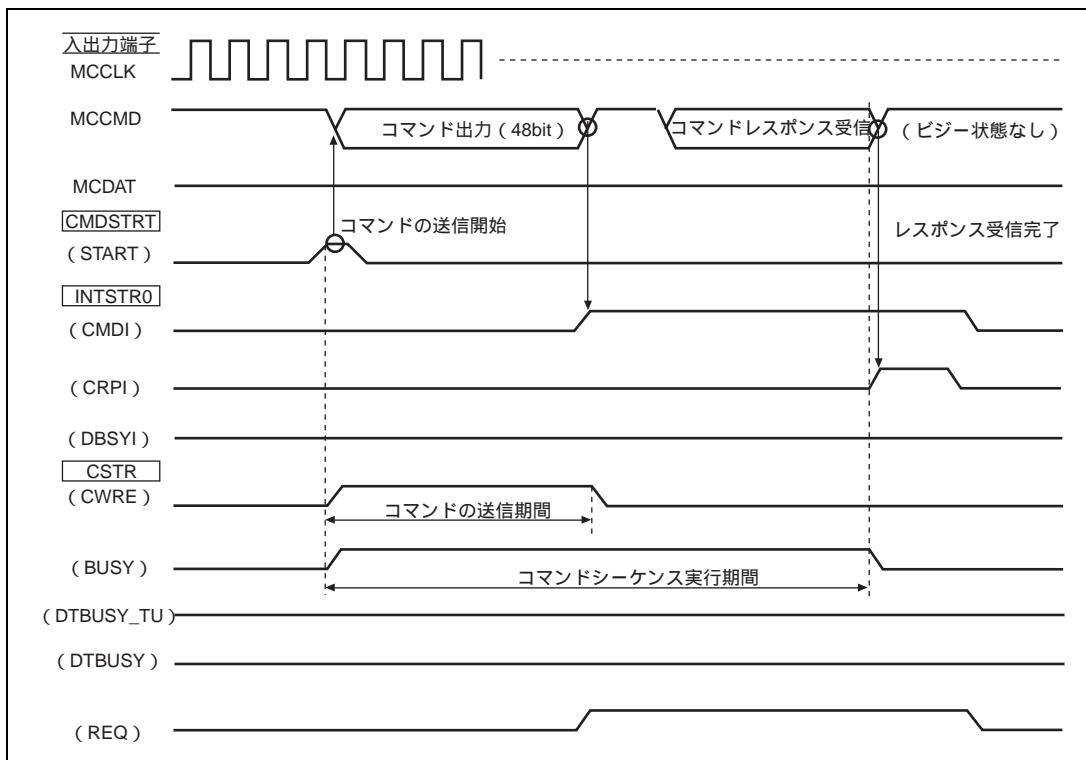 入出力端子
MCCLK
MCCMD
コマンド出力(48bit)
コマンドレスポンス受信
(ビジー状態なし)
MCDAT
CMDSTRT
コマンドの送信開始
(START)
レスポンス受信完了
INTSTR0
(CMDI)
(CRPI)
(DBSYI)
CSTR
(CWRE)
コマンドの送信期間
(BUSY)
コマンドシーケンス実行期間
(DTBUSY_TU)
(DTBUSY)
(REQ)